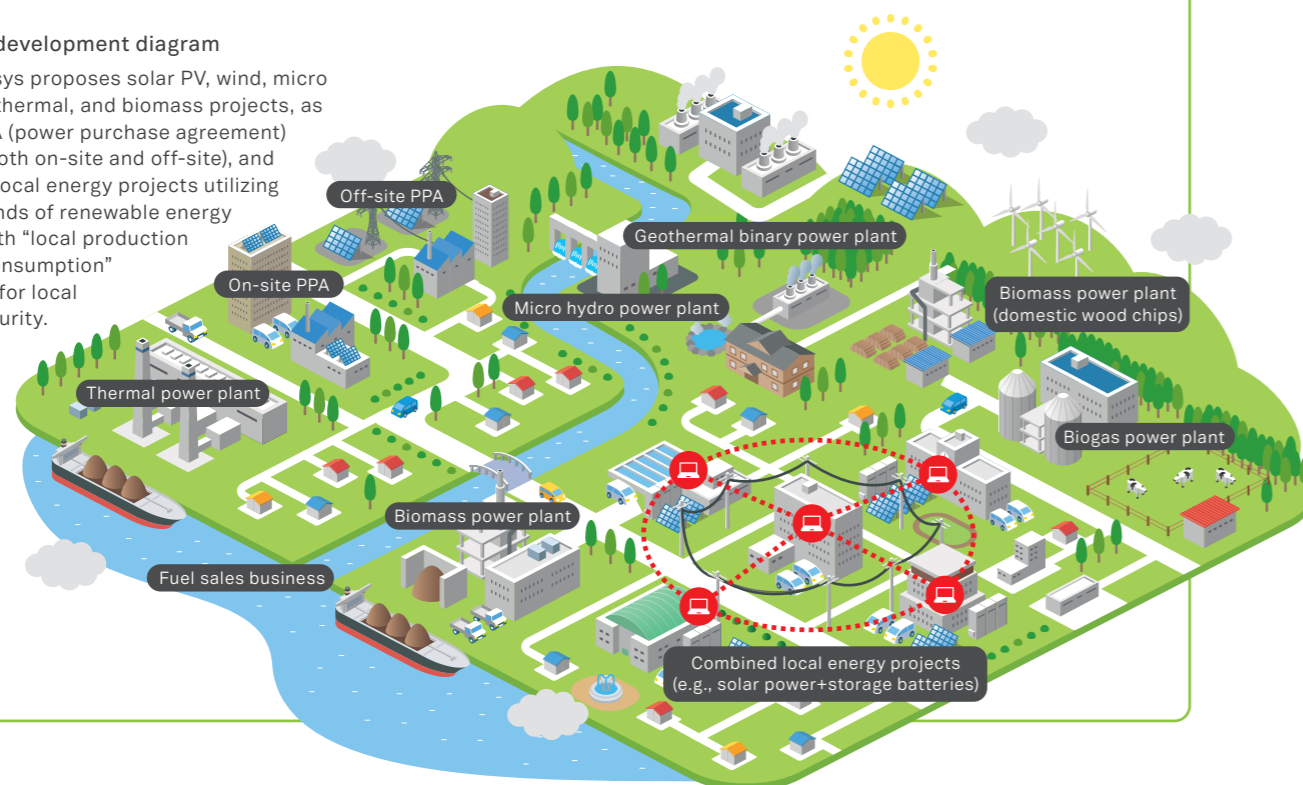 development diagram
sys proposes solar PV, wind, micro
thermal, and biomass projects, as
A (power purchase agreement)
both on-site and off-site), and
local energy projects utilizing
nds of renewable energy
th “local production
onsumption”
for local
urity.
Off-site PPA
Geothermal binary power plant
On-site PPA
Micro hydro power plant
Biomass power plant
(domestic wood chips)
Thermal power plant
Biogas power plant
Biomass power plant
Fuel sales business
Combined local energy projects
(e.g., solar power+storage batteries)